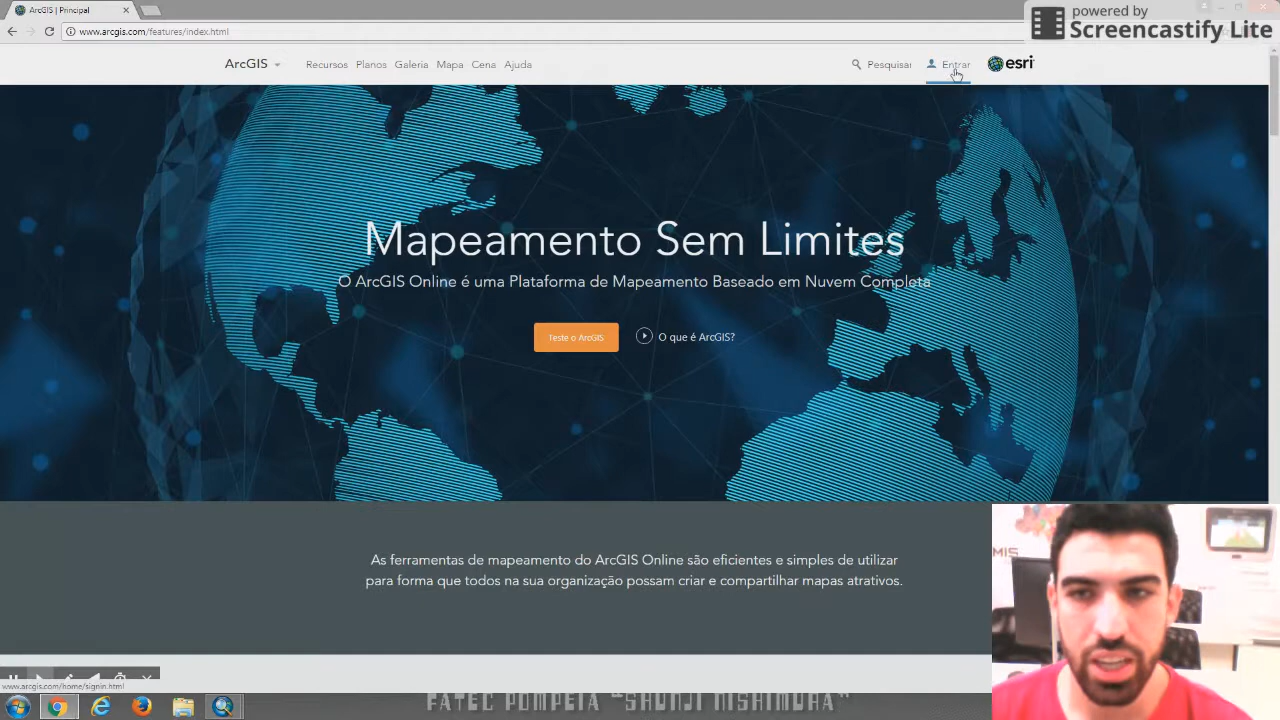 ArcGIS | Principal
powered by
Screencastify Lite
www.arcgis.com/features/index.html
ArcGIS Recursos Planos Galeria Mapa Cena Ajuda Pesquisar Entrar esri
Mapeamento Sem Limites
O ArcGIS Online é uma Plataforma de Mapeamento Baseado em Nuvem Completa
Teste o ArcGIS O que é ArcGIS?
As ferramentas de mapeamento do ArcGIS Online são eficientes e simples de utilizar
para forma que todos na sua organização possam criar e compartilhar mapas atrativos.
MIS
www.arcgis.com/home/signin.html
FATEC POMPEIA "SHUNJI NISHIMURA"